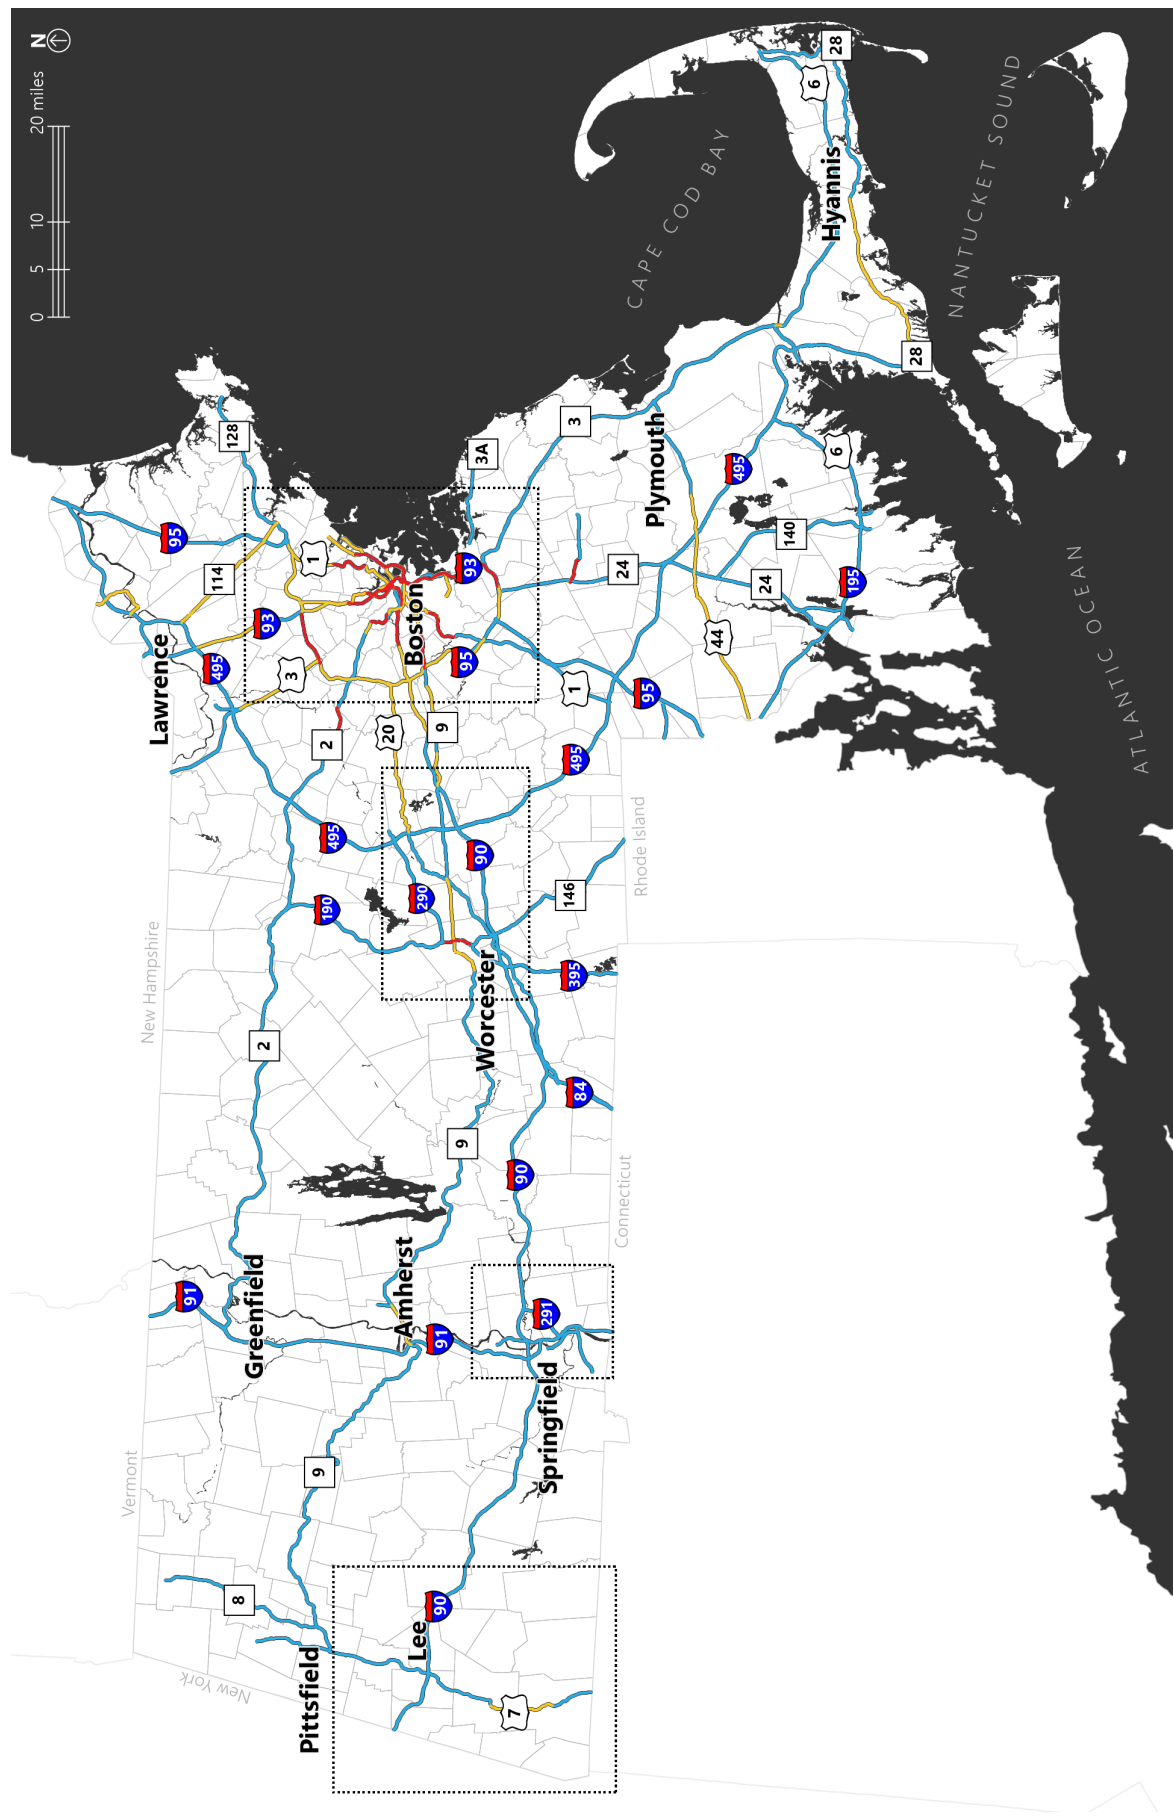 N
0 5 10 20 miles
Vermont
New Hampshire
New York
Connecticut
Rhode Island
CAPE COD BAY
NANTUCKET SOUND
ATLANTIC OCEAN
Pittsfield
Lee
Greenfield
Amherst
Springfield
Worcester
Lawrence
Boston
Plymouth
Hyannis
8
9
90
7
91
91
291
2
9
90
84
190
290
495
90
395
146
2
20
9
495
495
3
93
114
95
128
1
93
95
3A
3
1
95
24
44
24
140
495
195
6
28
6
28